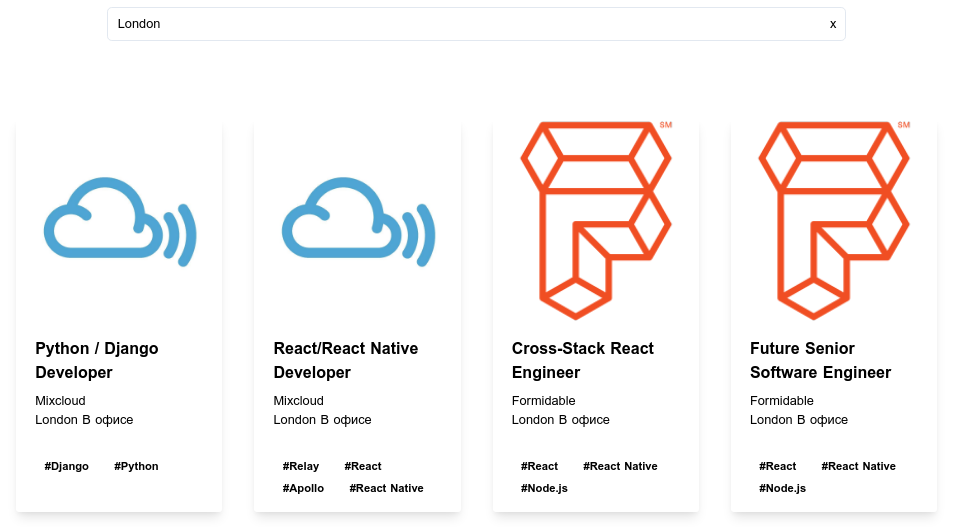 London x
SM
SM
Python / Django
Developer
Mixcloud
London В офисе
#Django #Python
React/React Native
Developer
Mixcloud
London В офисе
#Relay #React
#Apollo #React Native
Cross-Stack React
Engineer
Formidable
London В офисе
#React #React Native
#Node.js
Future Senior
Software Engineer
Formidable
London В офисе
#React #React Native
#Node.js